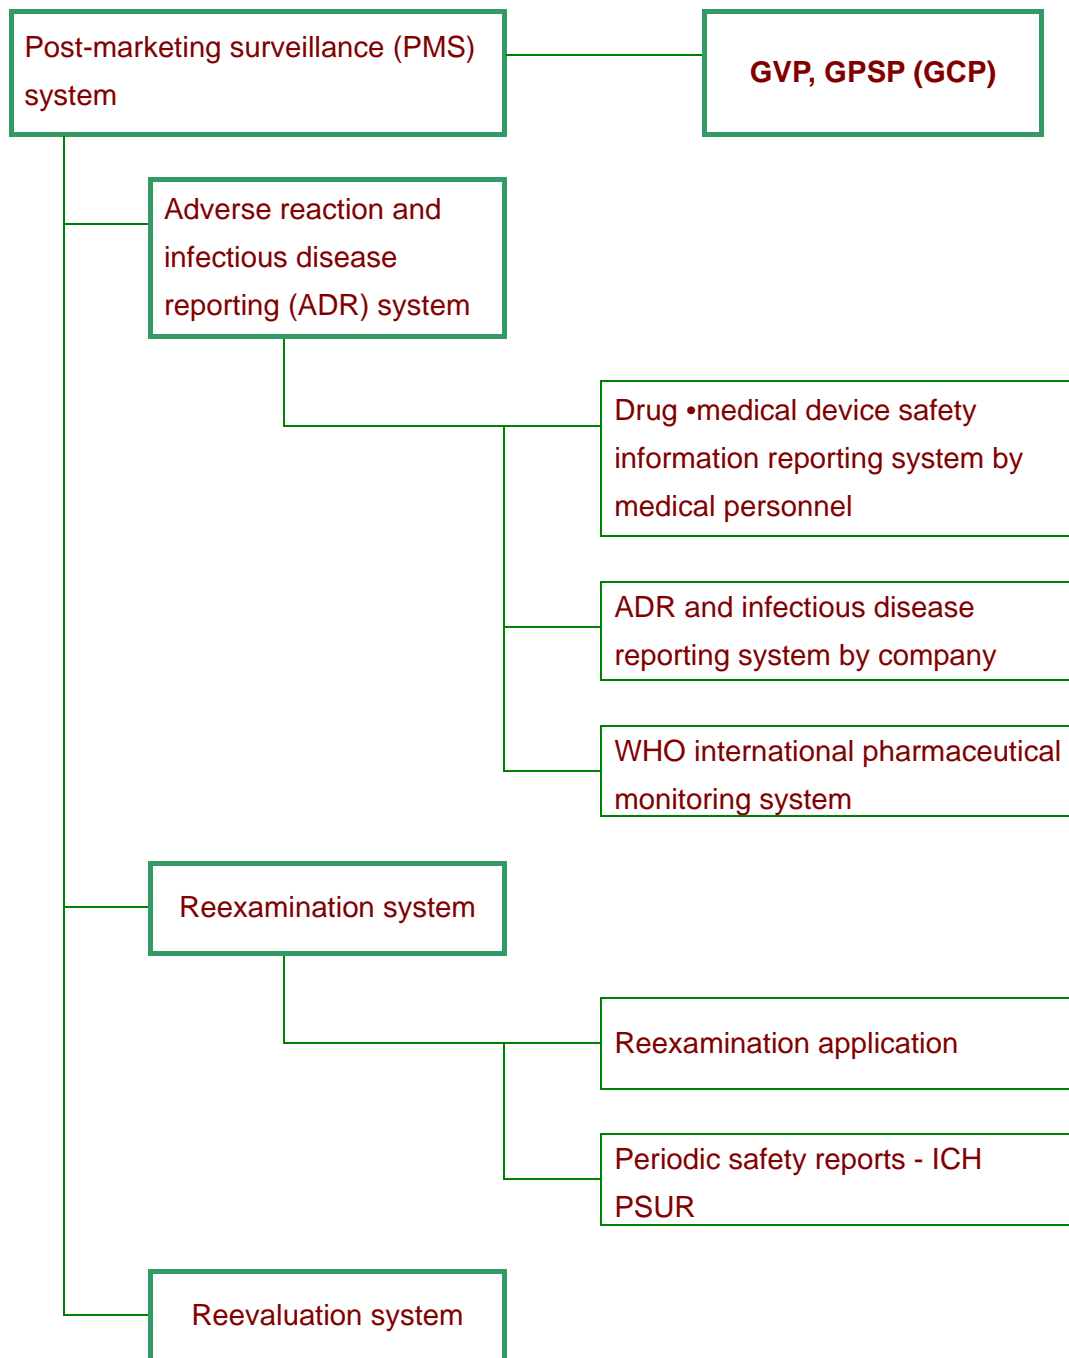 Post-marketing surveillance (PMS)
system
GVP, GPSP (GCP)
Adverse reaction and
infectious disease
reporting (ADR) system
Drug •medical device safety
information reporting system by
medical personnel
ADR and infectious disease
reporting system by company
WHO international pharmaceutical
monitoring system
Reexamination system
Reexamination application
Periodic safety reports - ICH
PSUR
Reevaluation system